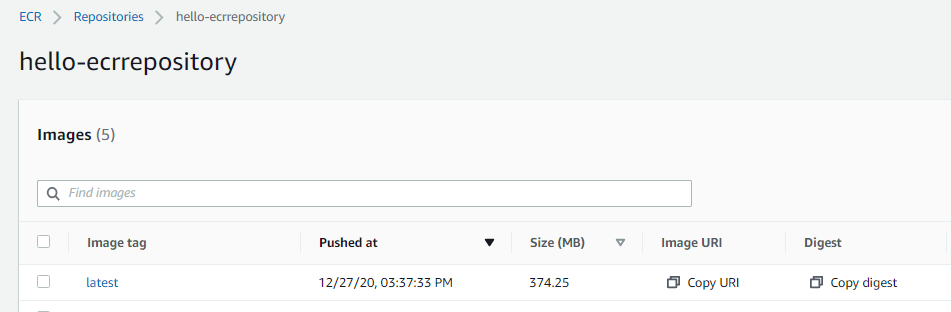 ECR > Repositories > hello-ecrrepository
hello-ecrrepository
Images (5)
Find images
Image tag Pushed at Size (MB) Image URI Digest
latest 12/27/20, 03:37:33 PM 374.25 Copy URI Copy digest